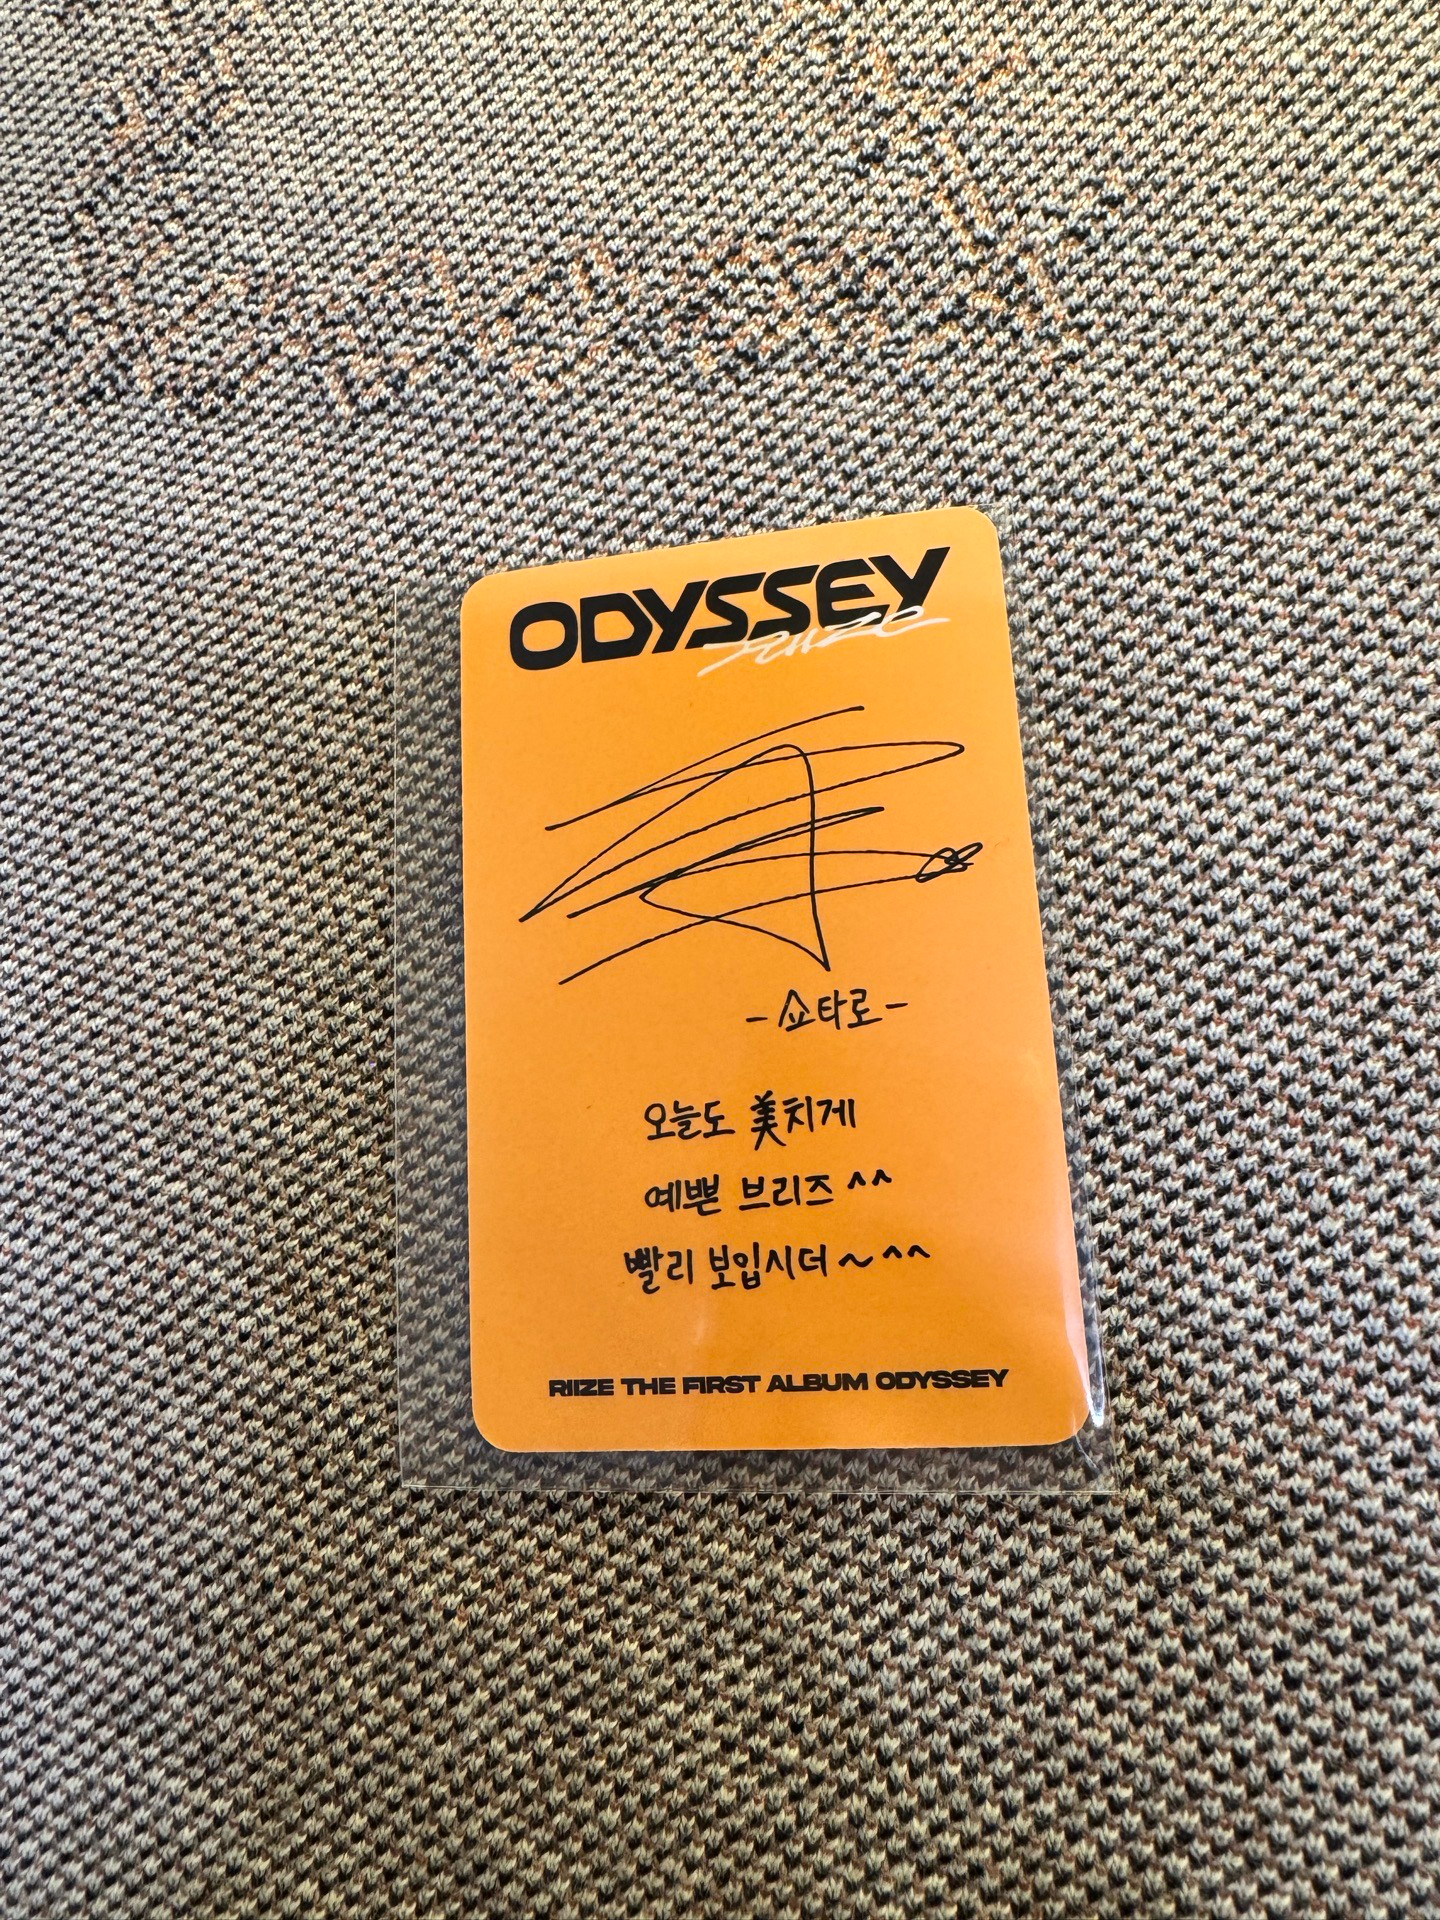 ODYSSEY
RIIZE
-쇼타로-
오늘도 美치게
예쁜 브리즈 ^^
빨리 보입시더~ ^^
RIIZE THE FIRST ALBUM ODYSSEY